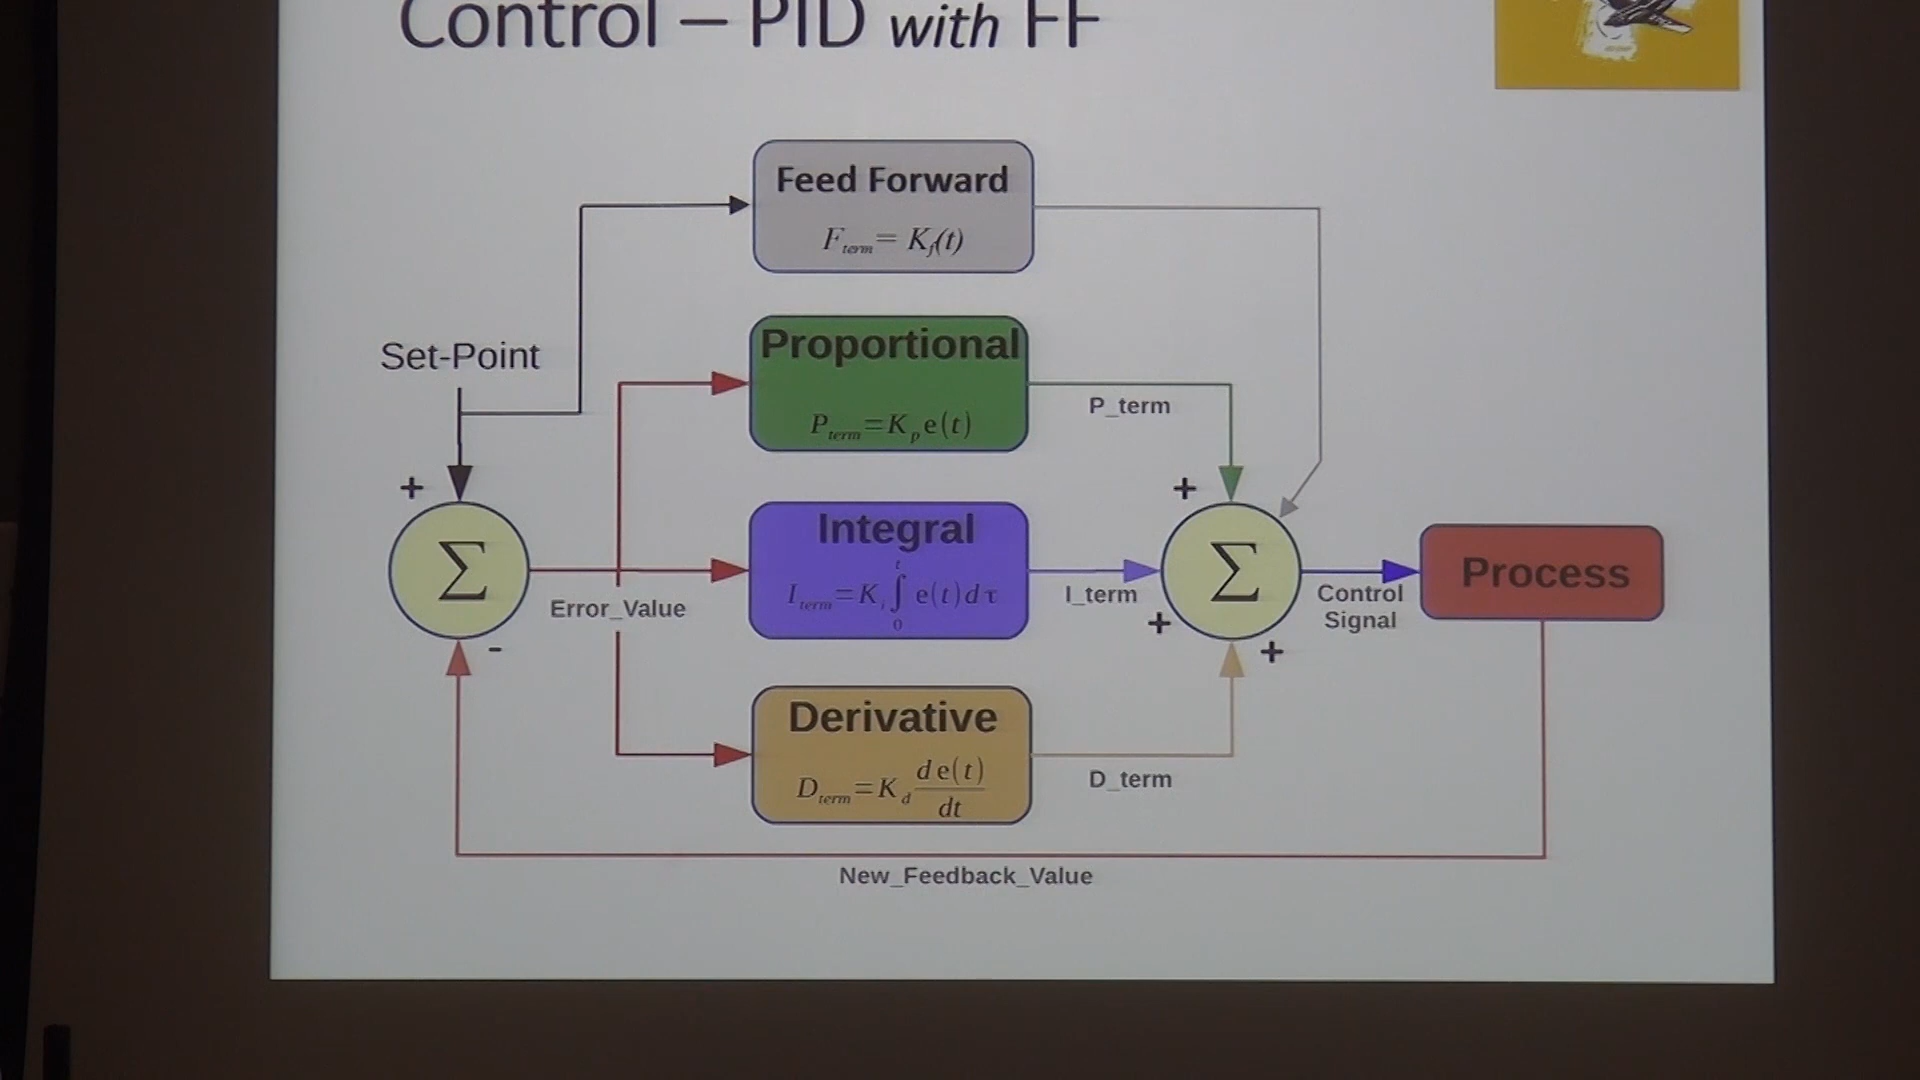 Control – PID with FF
Feed Forward
F_term = K_f(t)
Set-Point
Proportional
P_term = K_p e(t)
P_term
+
+
Σ
Integral
I_term = K_i ∫_0^t e(t) dτ
I_term
Σ
Process
Error_Value
Control
Signal
+
-
+
Derivative
D_term = K_d de(t)/dt
D_term
New_Feedback_Value